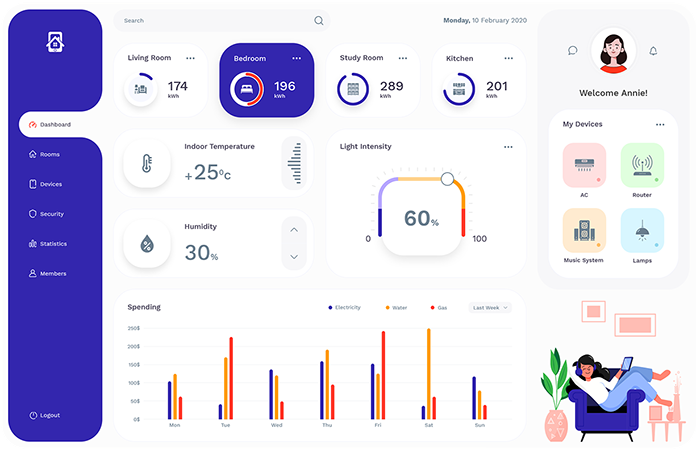 Search
Monday, 10 February 2020
Living Room
•••
174
kWh
Bedroom
•••
196
kWh
Study Room
•••
289
kWh
Kitchen
•••
201
kWh
Welcome Annie!
My Devices
•••
AC
Router
Music System
Lamps
Dashboard
Rooms
Devices
Security
Statistics
Members
Logout
Indoor Temperature
+25°C
Humidity
30%
Light Intensity
•••
60%
0
100
Spending
Electricity
Water
Gas
Last Week
250$
200$
150$
100$
50$
0$
Mon
Tue
Wed
Thu
Fri
Sat
Sun